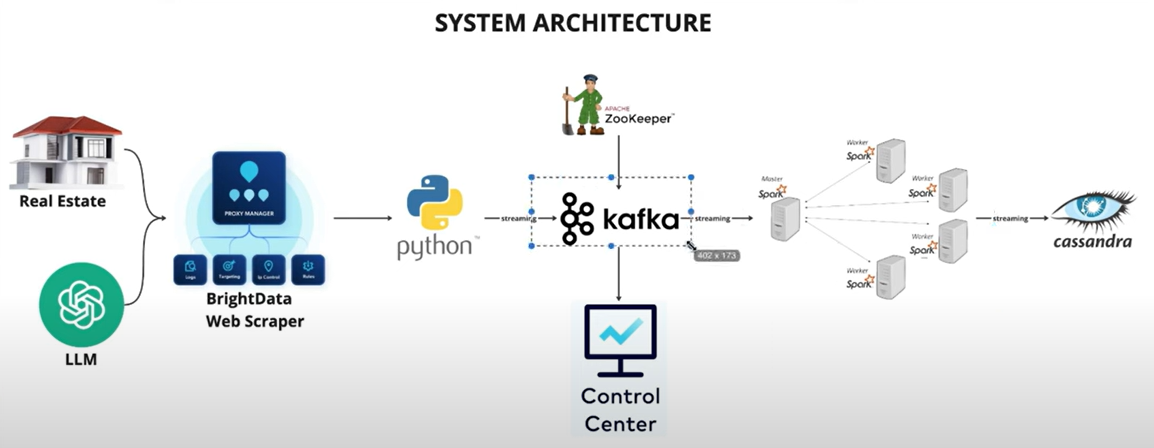 SYSTEM ARCHITECTURE
APACHE
ZooKeeper™
Real Estate
PROXY MANAGER
Logs
Targeting
Ip Control
Rules
BrightData
Web Scraper
LLM
python™
streaming
kafka
streaming
402 x 173
Control
Center
Master
Spark
Worker
Spark
Worker
Spark
Worker
Spark
Worker
Spark
streaming
cassandra